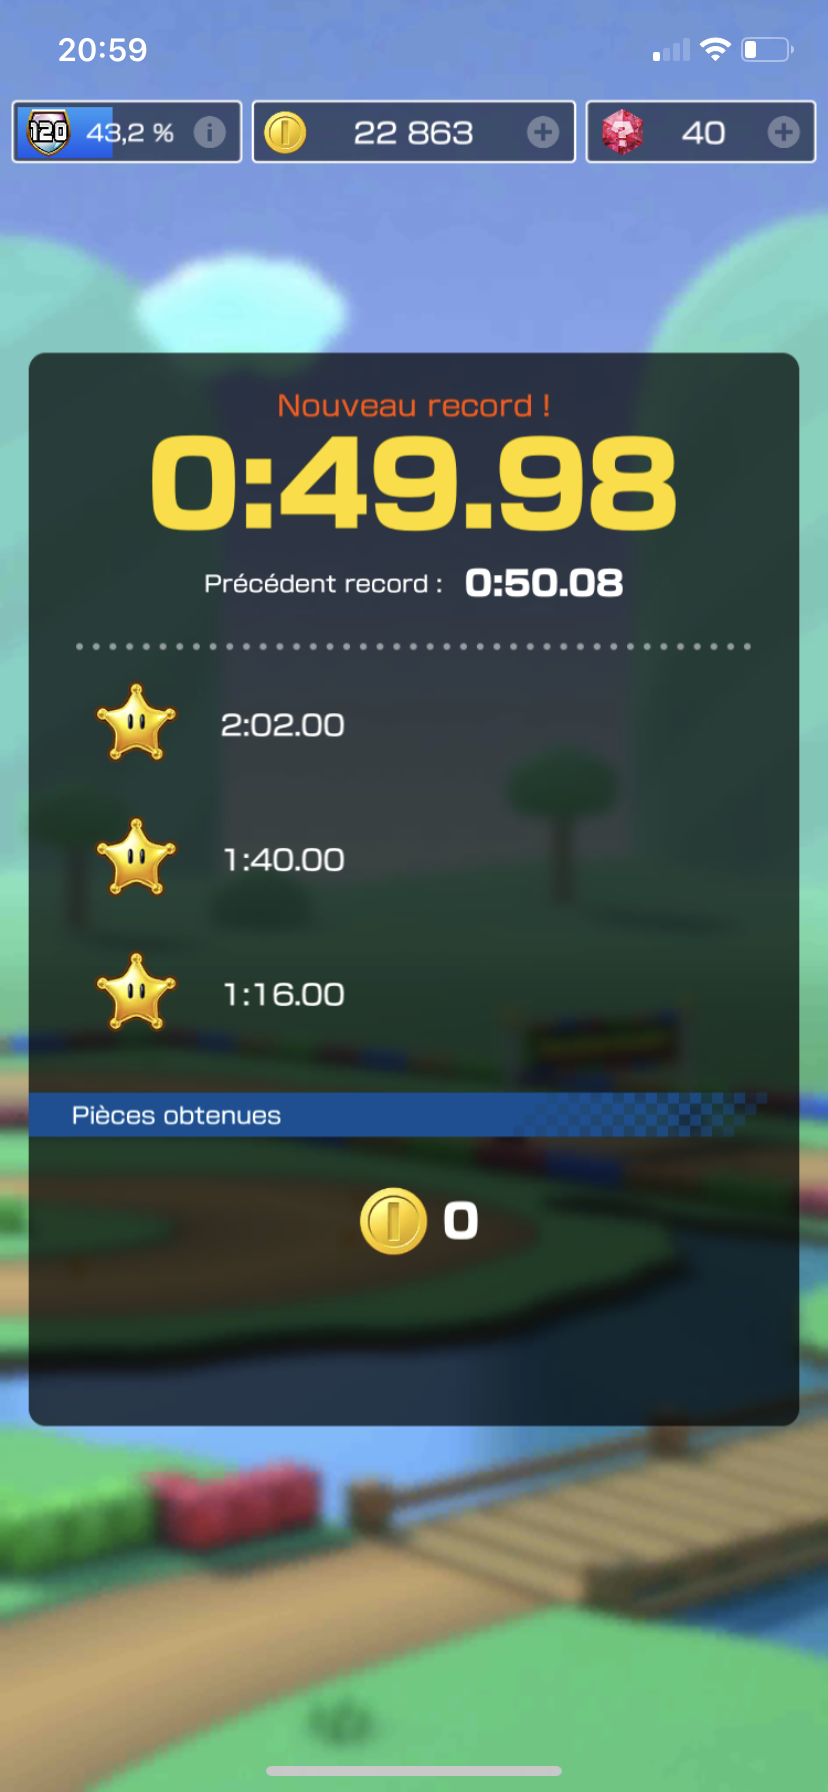 20:59
120 43,2 % i 22 863 + ? 40 +
Nouveau record !
0:49.98
Précédent record : 0:50.08
2:02.00
1:40.00
1:16.00
Pièces obtenues
0